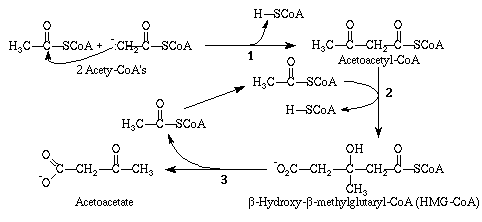 H—SCoA
O O O O
H₃C—C—SCoA + ⁻:CH₂—C—SCoA 1 H₃C—C—CH₂—C—SCoA
2 Acety-CoA's Acetoacetyl-CoA
O
H₃C—C—SCoA 2
H—SCoA
O
H₃C—C—SCoA
O O OH O
C—CH₂—C—CH₃ 3 ⁻O₂C—CH₂—C—CH₂—C—SCoA
⁻O CH₃
Acetoacetate β-Hydroxy-β-methylglutaryl-CoA (HMG-CoA)